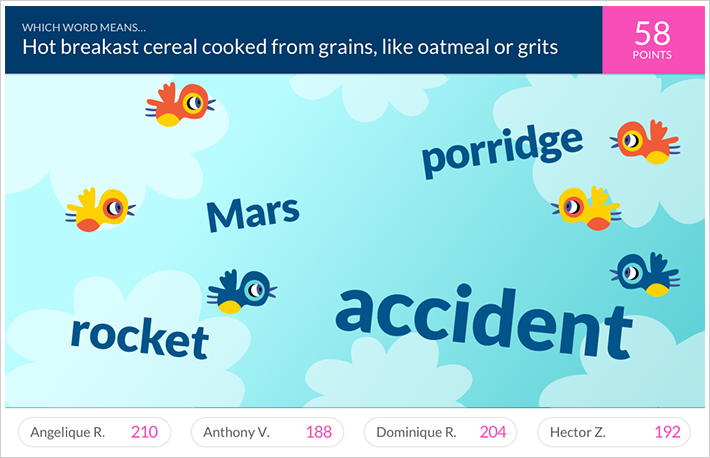 WHICH WORD MEANS...
Hot breakast cereal cooked from grains, like oatmeal or grits
58
POINTS
porridge
Mars
accident
rocket
Angelique R. 210
Anthony V. 188
Dominique R. 204
Hector Z. 192